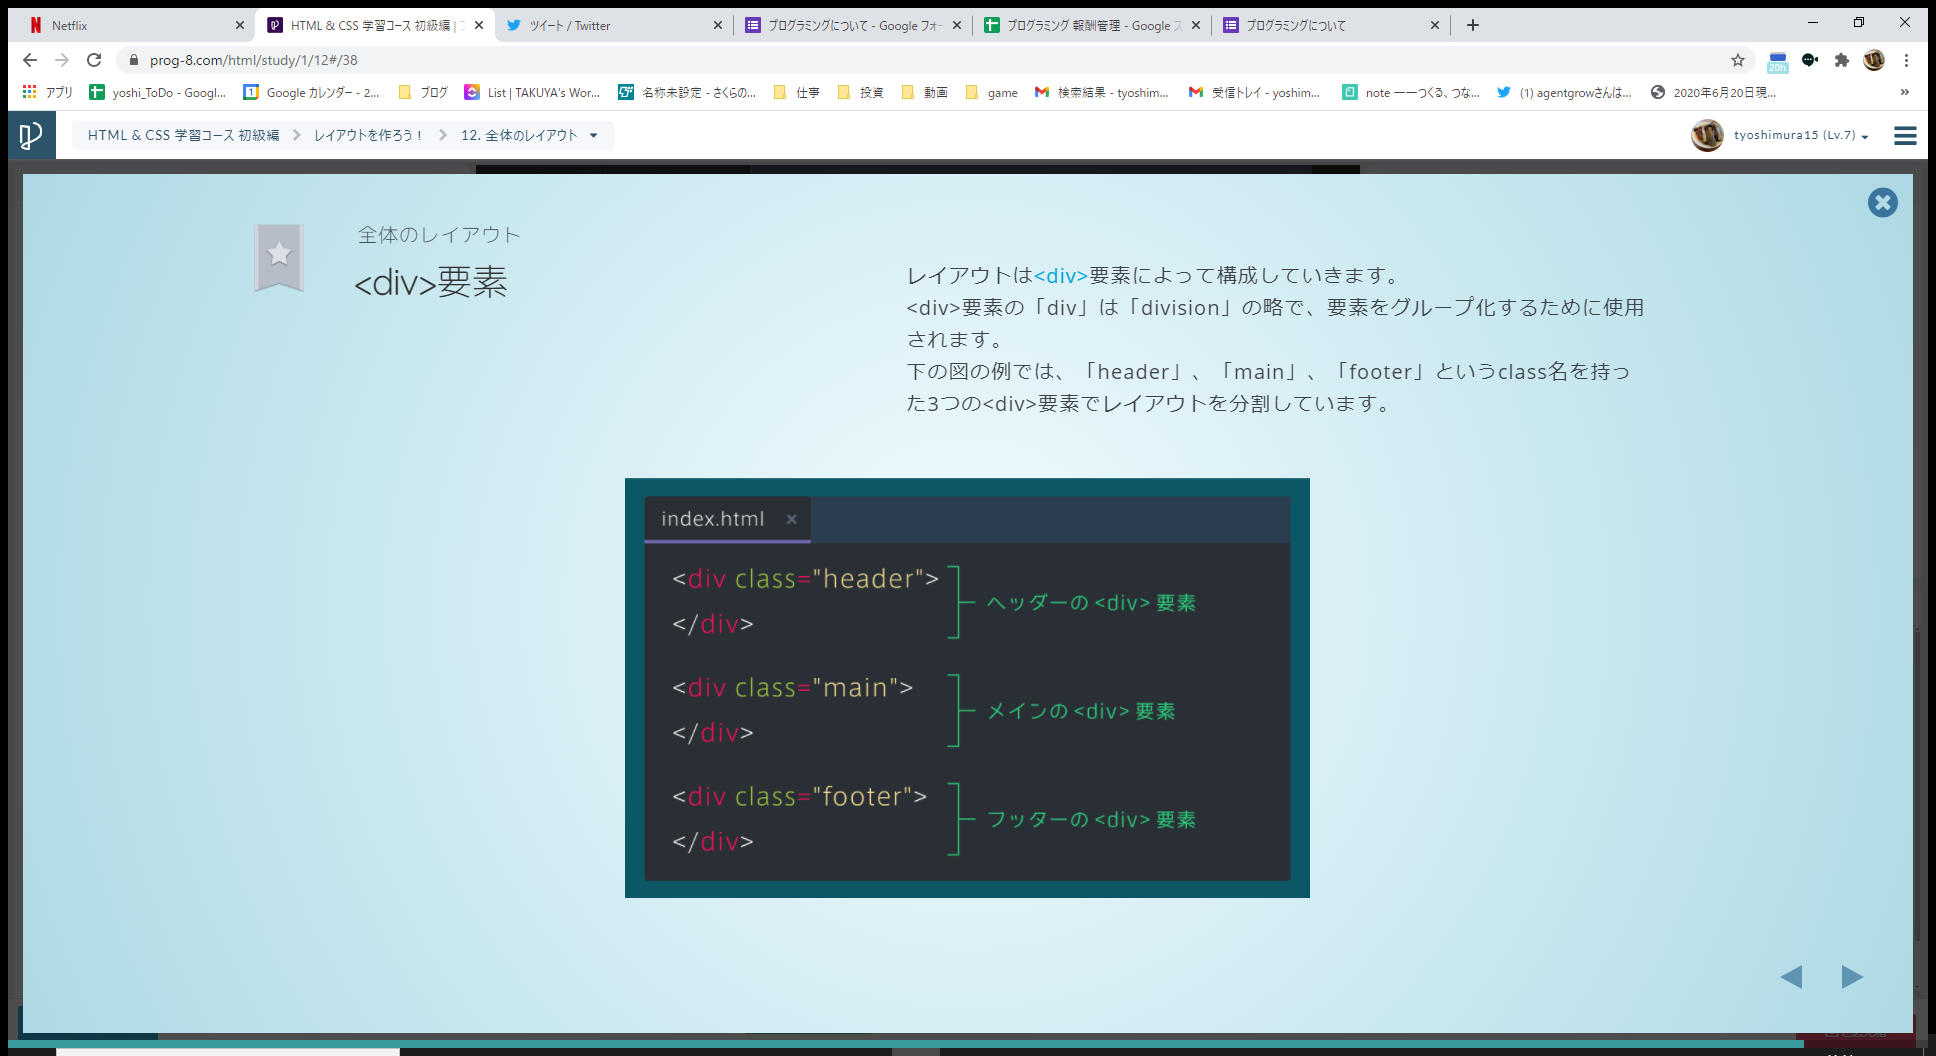 Netflix
HTML & CSS 学習コース 初級編 |
ツイート / Twitter
プログラミングについて - Google フォー
プログラミング 報酬管理 - Google ス
プログラミングについて
prog-8.com/html/study/1/12#/38
20h
アプリ
yoshi_ToDo - Googl...
Google カレンダー - 2...
ブログ
List | TAKUYA's Wor...
名称未設定 - さくらの...
仕事
投資
動画
game
検索結果 - tyoshim...
受信トレイ - yoshim...
note ――つくる、つな...
(1) agentgrowさんは...
2020年6月20日現...
»
HTML & CSS 学習コース 初級編
レイアウトを作ろう！
12. 全体のレイアウト
tyoshimura15 (Lv.7)
全体のレイアウト
<div>要素
レイアウトは<div>要素によって構成していきます。
<div>要素の「div」は「division」の略で、要素をグループ化するために使用
されます。
下の図の例では、「header」、「main」、「footer」というclass名を持っ
た3つの<div>要素でレイアウトを分割しています。
index.html ×
<div class="header">
</div>
ヘッダーの <div> 要素
<div class="main">
</div>
メインの <div> 要素
<div class="footer">
</div>
フッターの <div> 要素